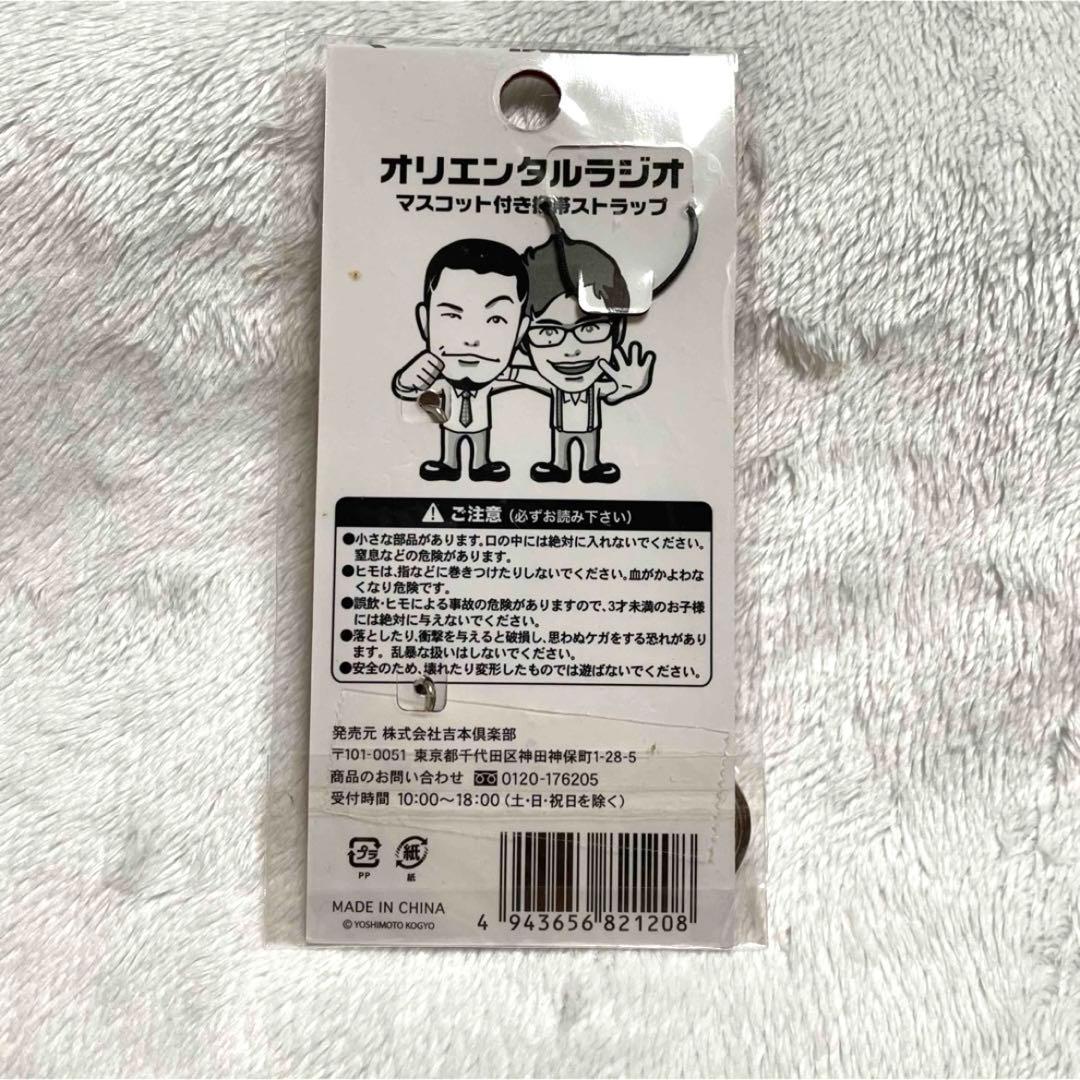 オリエンタルラジオ
マスコット付き携帯ストラップ
ご注意 (必ずお読み下さい)
●小さな部品があります。口の中には絶対に入れないでください。
窒息などの危険があります。
●ヒモは、指などに巻きつけたりしないでください。血がかよわな
くなり危険です。
●誤飲・ヒモによる事故の危険がありますので、3才未満のお子様
には絶対に与えないでください。
●落としたり、衝撃を与えると破損し、思わぬケガをする恐れがあり
ます。乱暴な扱いはしないでください。
●安全のため、壊れたり変形したものでは遊ばないでください。
発売元 株式会社吉本倶楽部
〒101-0051 東京都千代田区神田神保町1-28-5
商品のお問い合わせ 0120-176205
受付時間 10:00〜18:00 (土・日・祝日を除く)
プラ 紙
PP 紙
MADE IN CHINA
© YOSHIMOTO KOGYO
4 943656 821208